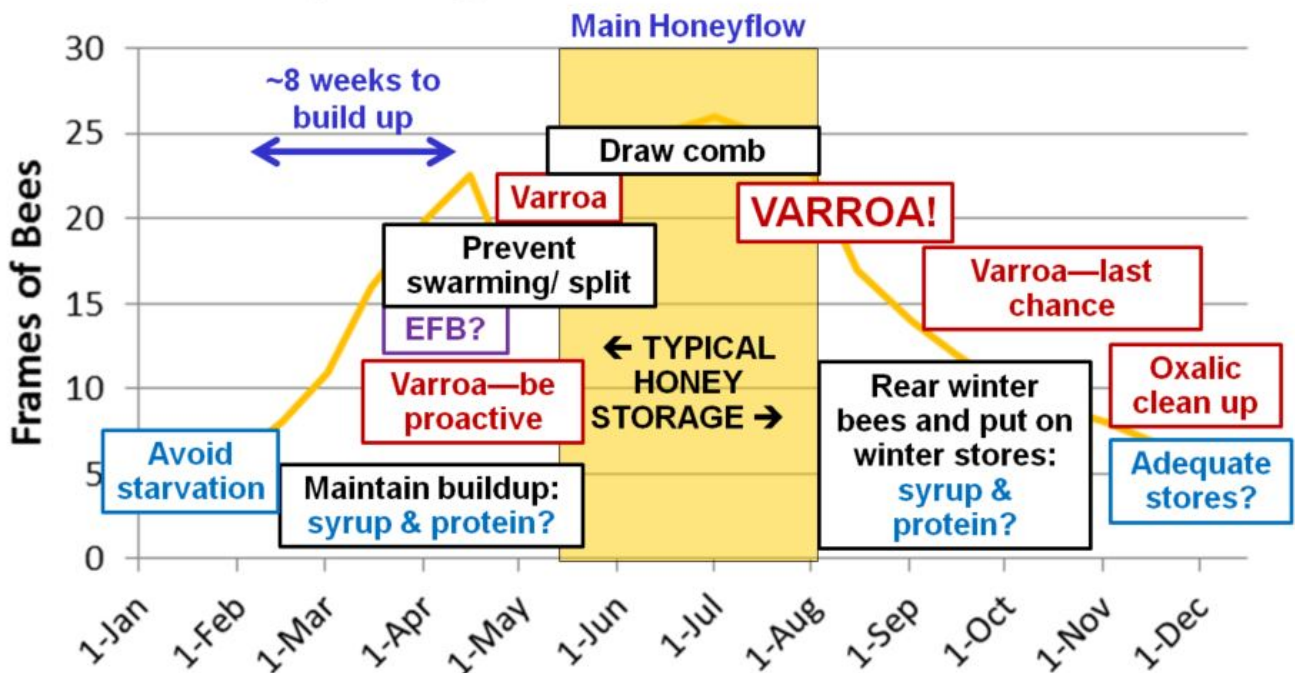 Main Honeyflow
30
25
20
15
10
5
0
Frames of Bees
~8 weeks to
build up
Draw comb
Varroa
VARROA!
Prevent
swarming/ split
Varroa—last
chance
EFB?
← TYPICAL
HONEY
STORAGE →
Varroa—be
proactive
Rear winter
bees and put on
winter stores:
syrup &
protein?
Oxalic
clean up
Avoid
starvation
Maintain buildup:
syrup & protein?
Adequate
stores?
1-Jan
1-Feb
1-Mar
1-Apr
1-May
1-Jun
1-Jul
1-Aug
1-Sep
1-Oct
1-Nov
1-Dec